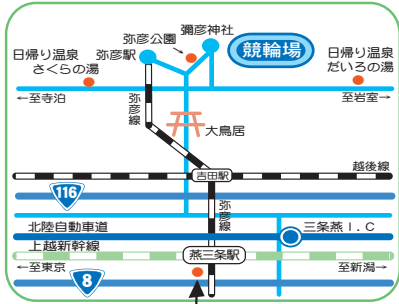 彌彦神社
弥彦公園
競輪場
日帰り温泉
さくらの湯
弥彦駅
日帰り温泉
だいろの湯
←至寺泊
弥彦線
至岩室→
大鳥居
越後線
吉田駅
116
弥彦線
北陸自動車道
三条燕I.C
上越新幹線
燕三条駅
←至東京
至新潟→
8